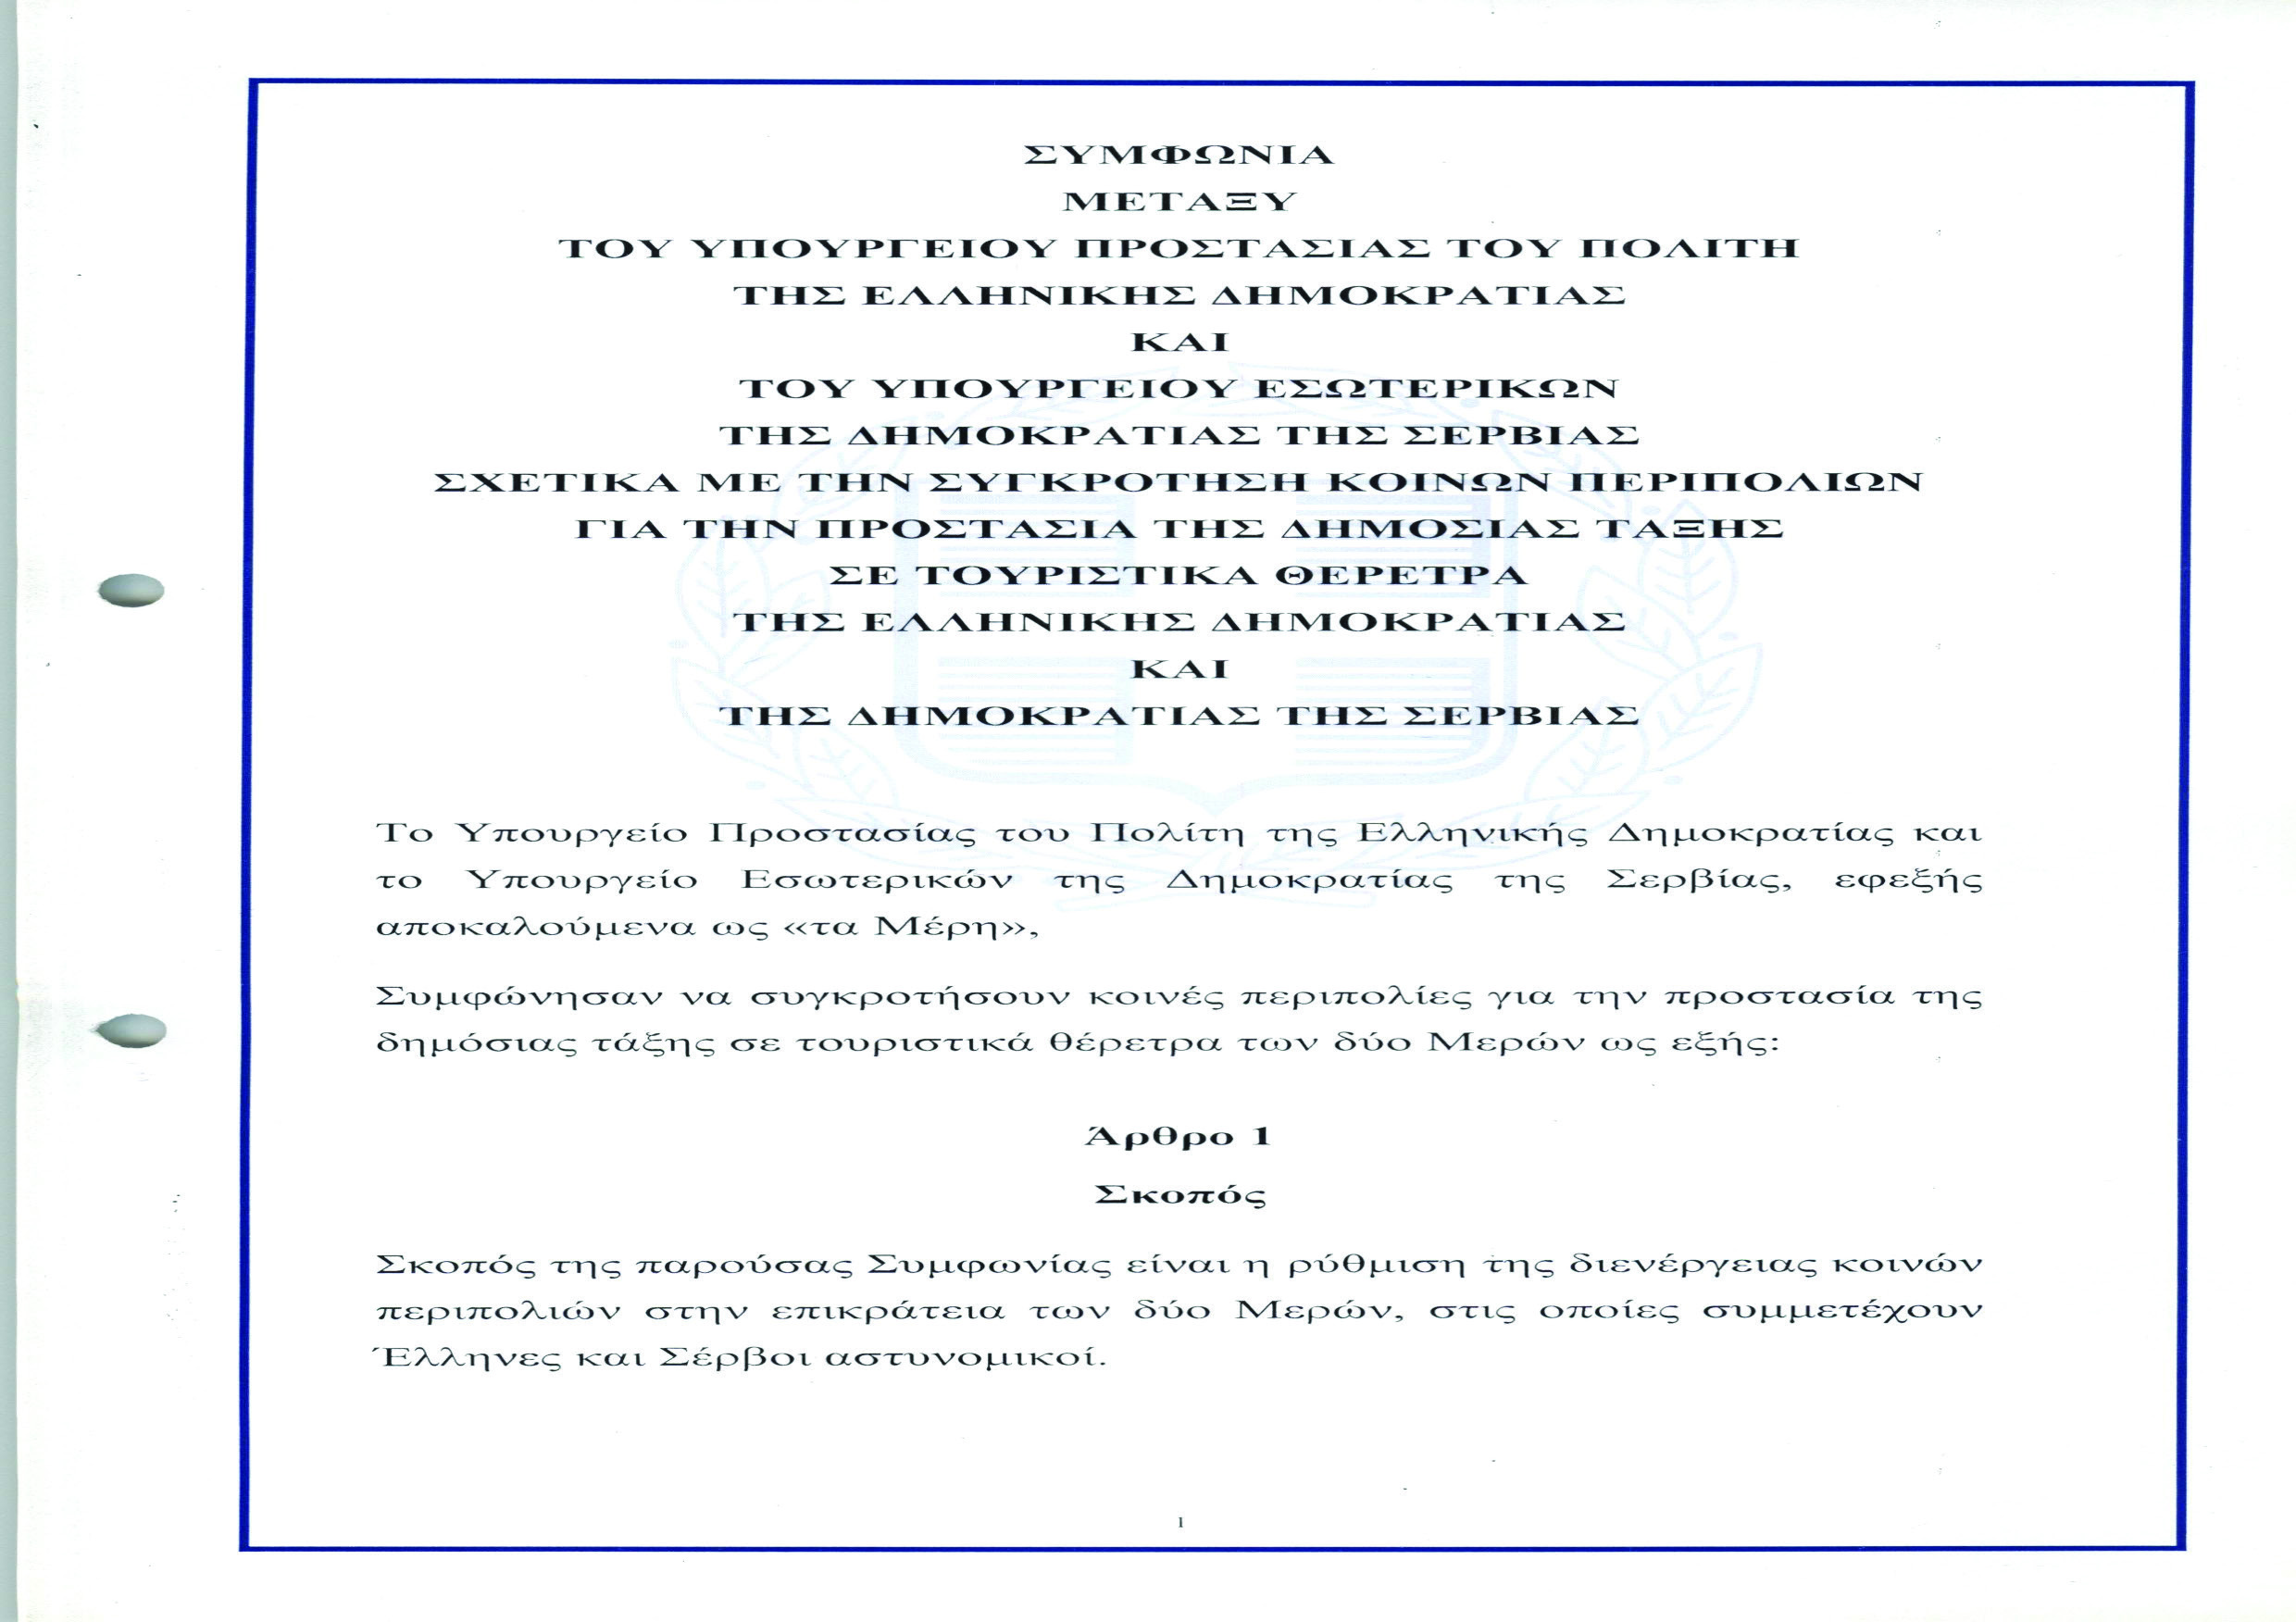 ΣΥΜΦΩΝΙΑ
ΜΕΤΑΞΥ
ΤΟΥ ΥΠΟΥΡΓΕΙΟΥ ΠΡΟΣΤΑΣΙΑΣ ΤΟΥ ΠΟΛΙΤΗ
ΤΗΣ ΕΛΛΗΝΙΚΗΣ ΔΗΜΟΚΡΑΤΙΑΣ
ΚΑΙ
ΤΟΥ ΥΠΟΥΡΓΕΙΟΥ ΕΣΩΤΕΡΙΚΩΝ
ΤΗΣ ΔΗΜΟΚΡΑΤΙΑΣ ΤΗΣ ΣΕΡΒΙΑΣ
ΣΧΕΤΙΚΑ ΜΕ ΤΗΝ ΣΥΓΚΡΟΤΗΣΗ ΚΟΙΝΩΝ ΠΕΡΙΠΟΛΙΩΝ
ΓΙΑ ΤΗΝ ΠΡΟΣΤΑΣΙΑ ΤΗΣ ΔΗΜΟΣΙΑΣ ΤΑΞΗΣ
ΣΕ ΤΟΥΡΙΣΤΙΚΑ ΘΕΡΕΤΡΑ
ΤΗΣ ΕΛΛΗΝΙΚΗΣ ΔΗΜΟΚΡΑΤΙΑΣ
ΚΑΙ
ΤΗΣ ΔΗΜΟΚΡΑΤΙΑΣ ΤΗΣ ΣΕΡΒΙΑΣ
Το Υπουργείο Προστασίας του Πολίτη της Ελληνικής Δημοκρατίας και
το Υπουργείο Εσωτερικών της Δημοκρατίας της Σερβίας, εφεξής
αποκαλούμενα ως «τα Μέρη»,
Συμφώνησαν να συγκροτήσουν κοινές περιπολίες για την προστασία της
δημόσιας τάξης σε τουριστικά θέρετρα των δύο Μερών ως εξής:
Άρθρο 1
Σκοπός
Σκοπός της παρούσας Συμφωνίας είναι η ρύθμιση της διενέργειας κοινών
περιπολιών στην επικράτεια των δύο Μερών, στις οποίες συμμετέχουν
Έλληνες και Σέρβοι αστυνομικοί.
1